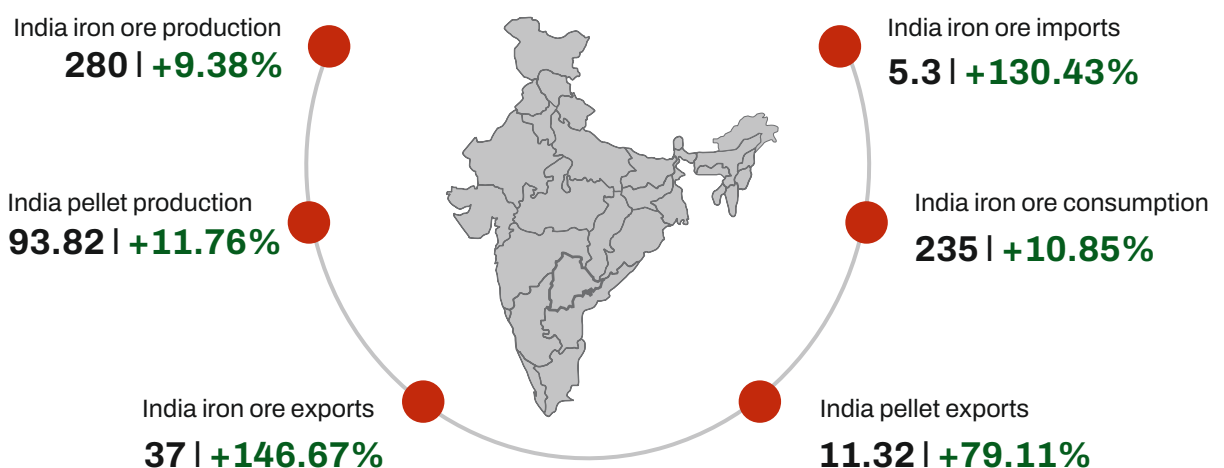 India iron ore production
280 | +9.38%
India iron ore imports
5.3 | +130.43%
India pellet production
93.82 | +11.76%
India iron ore consumption
235 | +10.85%
India iron ore exports
37 | +146.67%
India pellet exports
11.32 | +79.11%